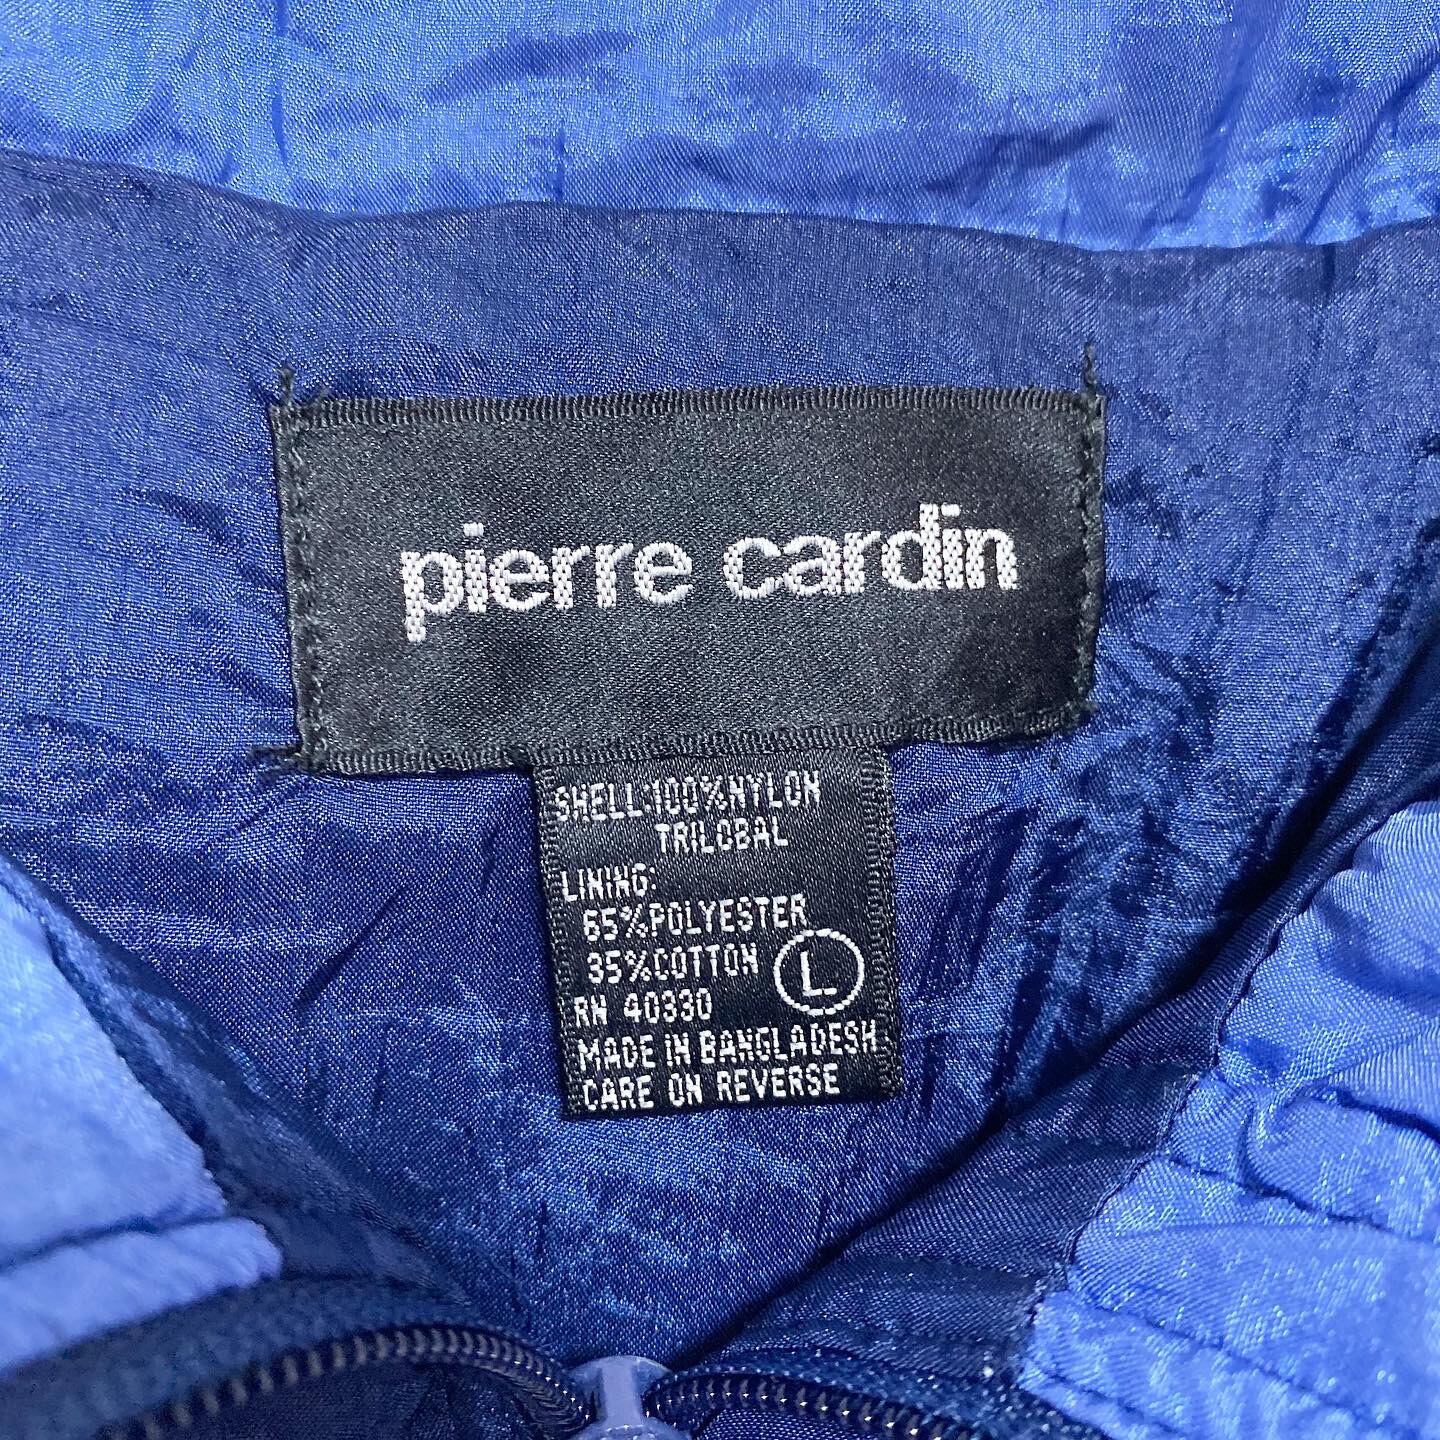 pierre cardin
SHELL:100%NYLON
TRILOBAL
LINING:
65%POLYESTER
35%COTTON
L
RN 40330
MADE IN BANGLADESH
CARE ON REVERSE